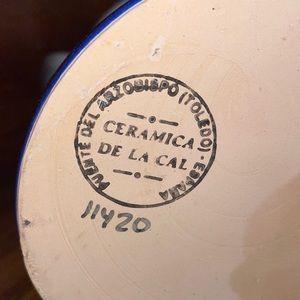 PUENTE DEL ARZOBISPO (TOLEDO) - ESPAÑA
CERAMICA
DE LA CAL
11420